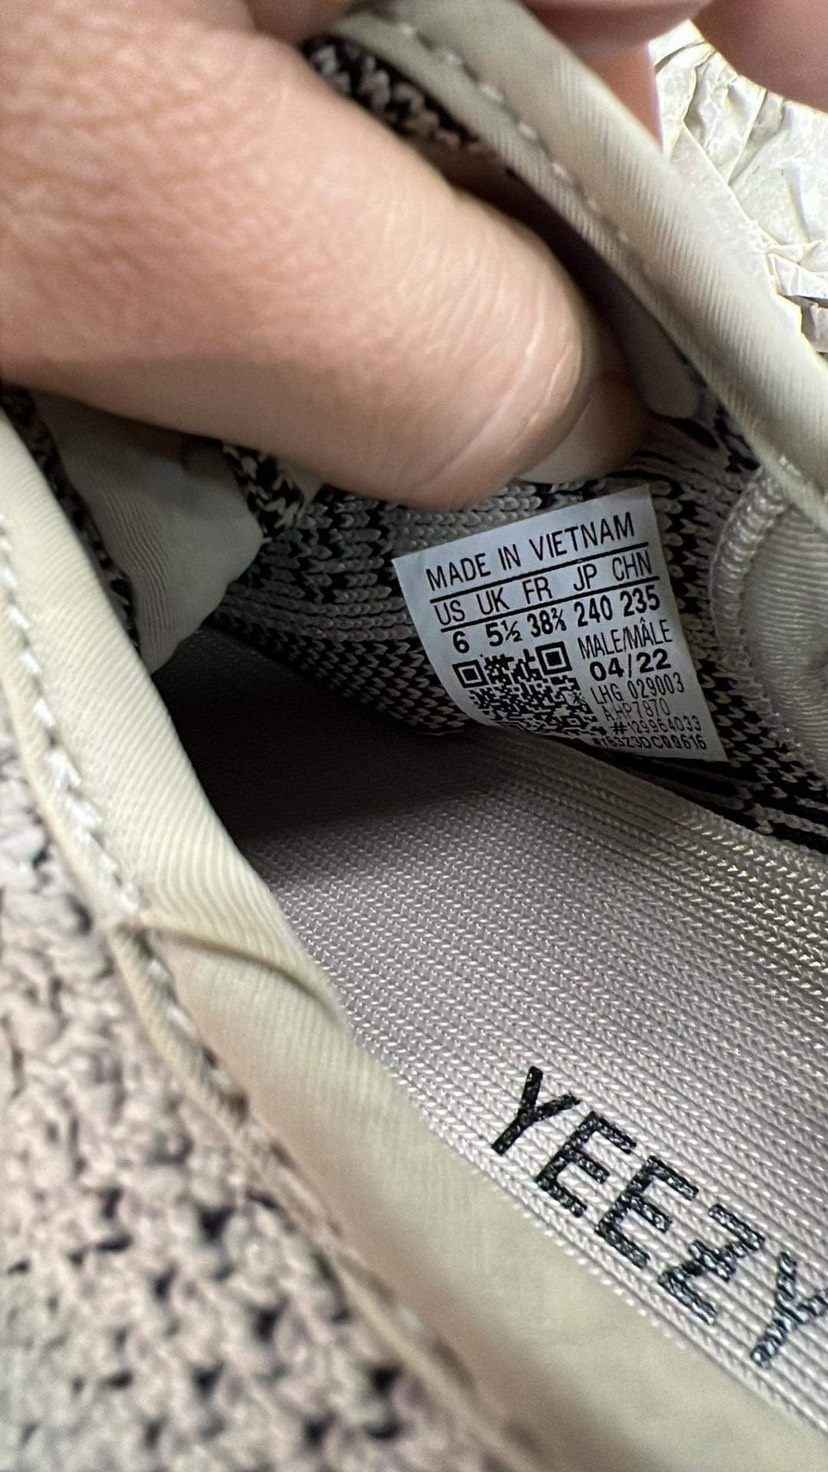 MADE IN VIETNAM
US UK FR JP CHN
6 5½ 38⅔ 240 235
MALE/MÂLE
04/22
LHG 029003
A.HP7870
#129964033
YEEZY